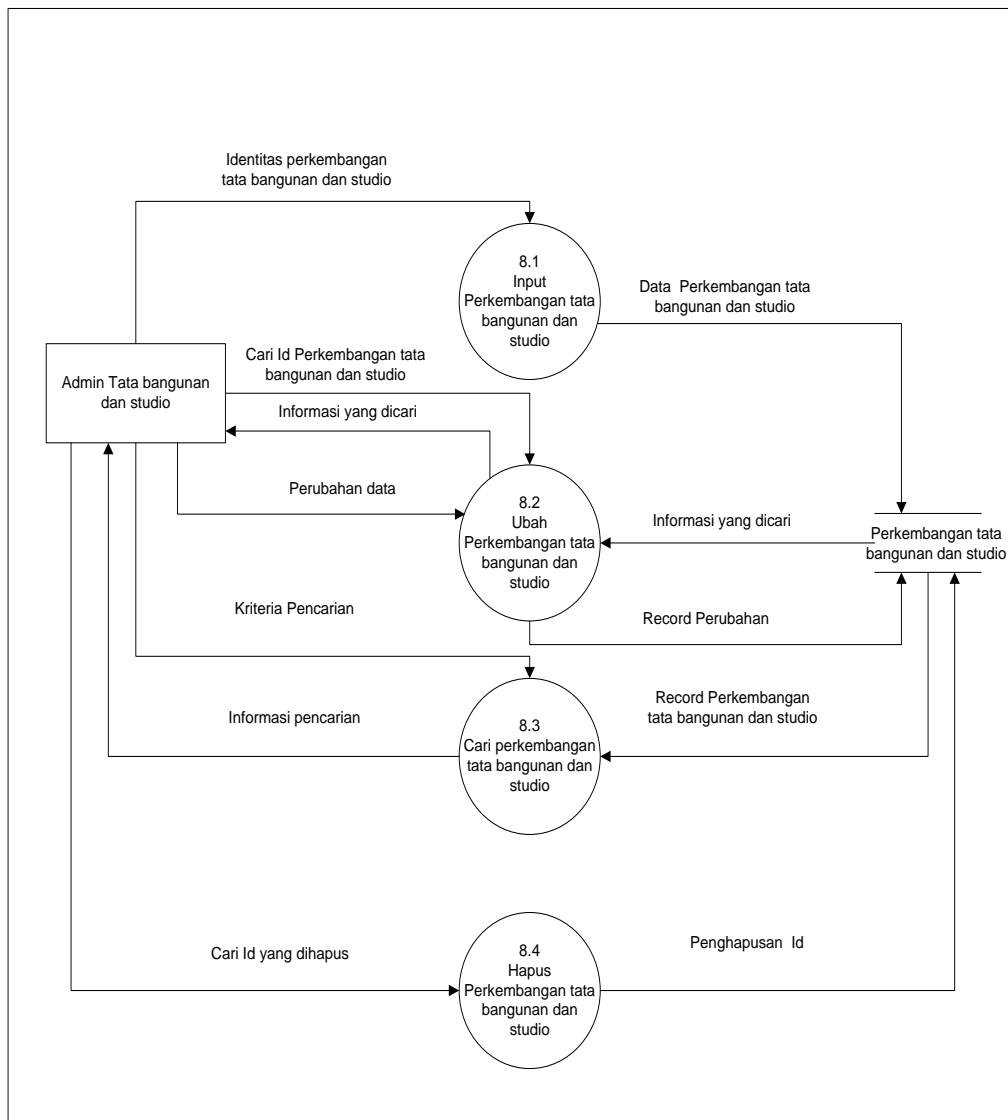 Identitas perkembangan
tata bangunan dan studio
8.1
Input
Perkembangan tata
bangunan dan
studio
Data Perkembangan tata
bangunan dan studio
Admin Tata bangunan
dan studio
Cari Id Perkembangan tata
bangunan dan studio
Informasi yang dicari
Perubahan data
8.2
Ubah
Perkembangan tata
bangunan dan
studio
Informasi yang dicari
Perkembangan tata
bangunan dan studio
Kriteria Pencarian
Record Perubahan
Informasi pencarian
8.3
Cari perkembangan
tata bangunan dan
studio
Record Perkembangan
tata bangunan dan studio
Cari Id yang dihapus
8.4
Hapus
Perkembangan tata
bangunan dan
studio
Penghapusan Id